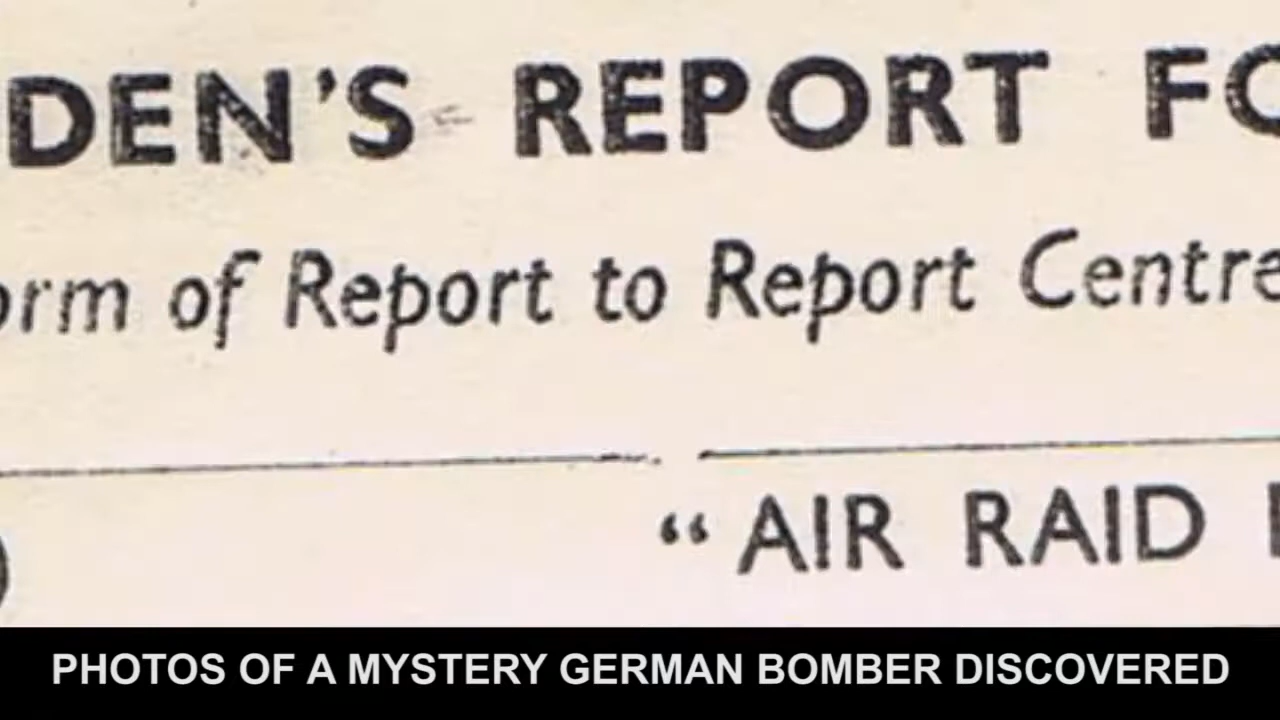 DEN'S REPORT FO
orm of Report to Report Centre
) “AIR RAID
PHOTOS OF A MYSTERY GERMAN BOMBER DISCOVERED